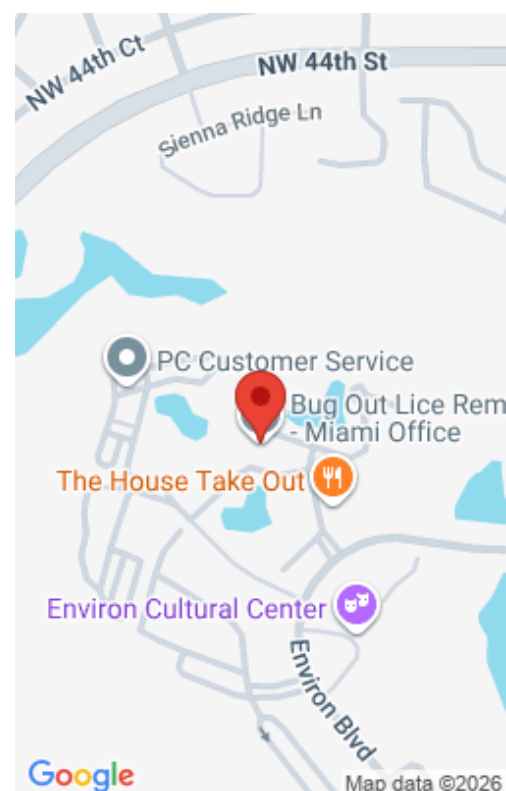 NW 44th Ct
NW 44th St
Sienna Ridge Ln
PC Customer Service
Bug Out Lice Rem
- Miami Office
The House Take Out
Environ Cultural Center
Environ Blvd
Google
Map data ©2026